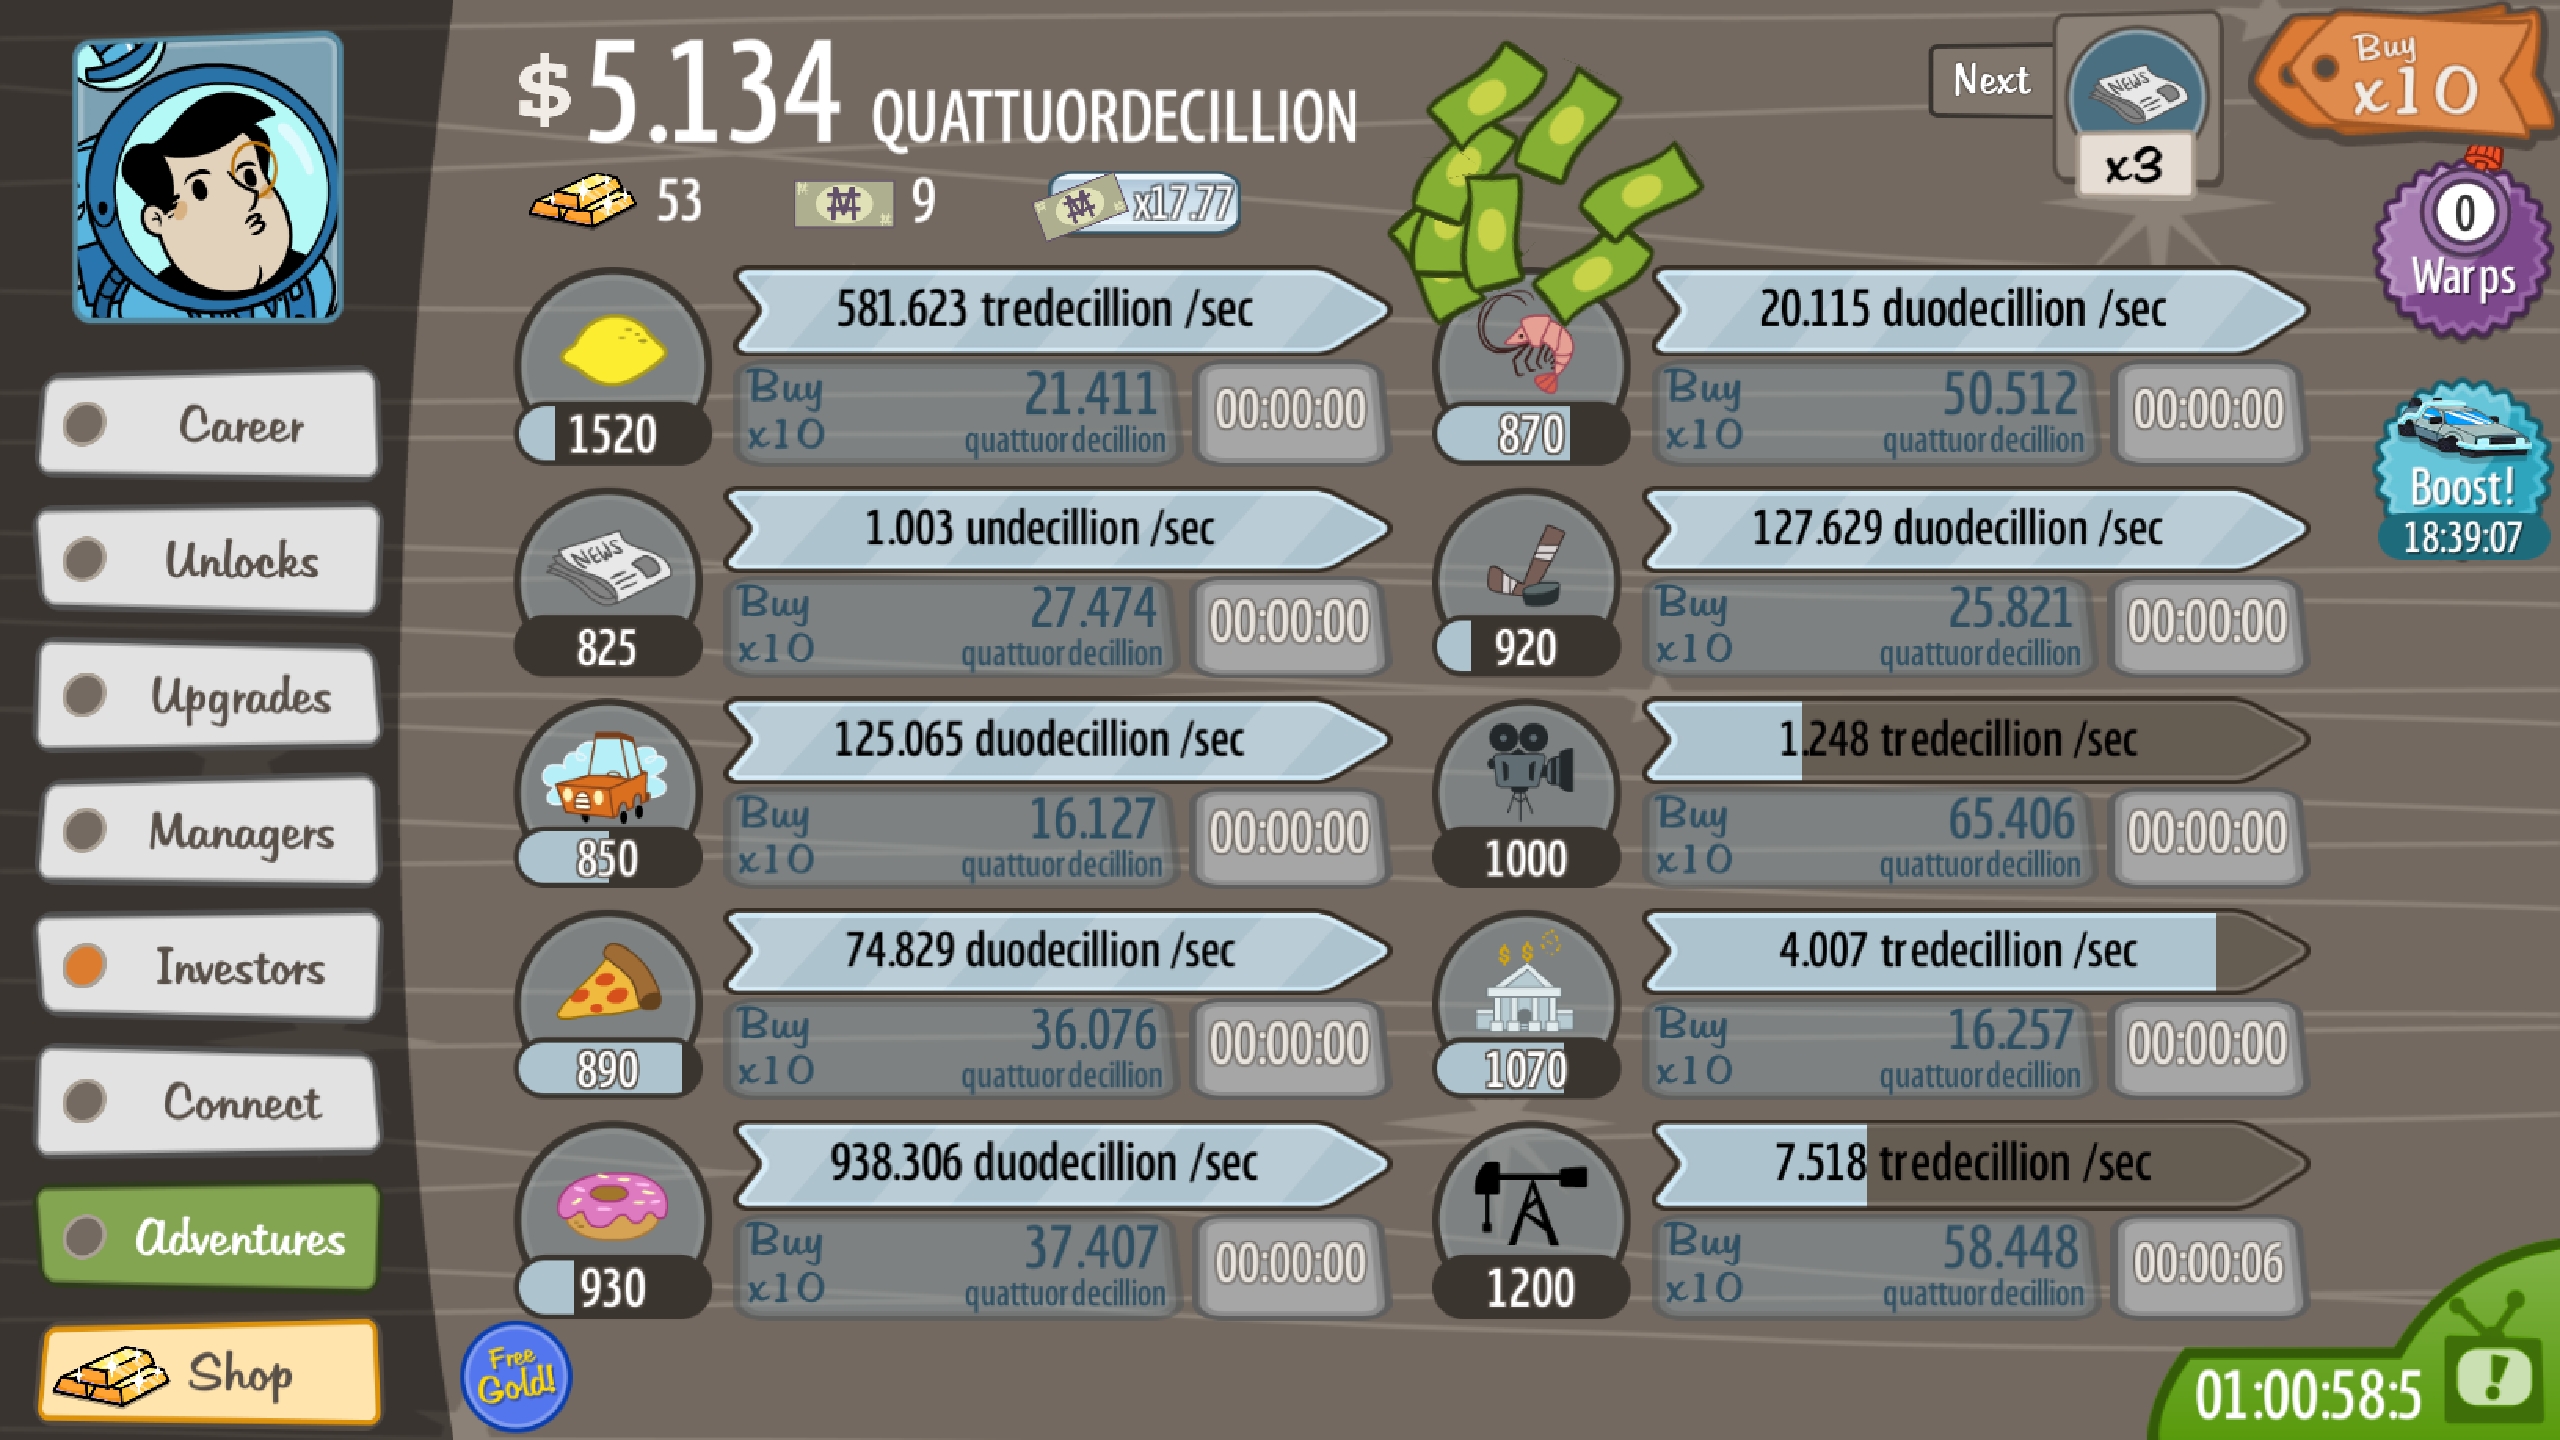 $5.134 QUATTUORDECILLION
53
9
x17.77
Next
NEWS
x3
Buy
x10
0
Warps
Boost!
18:39:07
Career
Unlocks
Upgrades
Managers
Investors
Connect
Adventures
Shop
581.623 tredecillion /sec
1520
Buy
x10
21.411
quattuordecillion
00:00:00
20.115 duodecillion /sec
870
Buy
x10
50.512
quattuordecillion
00:00:00
NEWS
1.003 undecillion /sec
825
Buy
x10
27.474
quattuordecillion
00:00:00
127.629 duodecillion /sec
920
Buy
x10
25.821
quattuordecillion
00:00:00
125.065 duodecillion /sec
850
Buy
x10
16.127
quattuordecillion
00:00:00
1.248 tredecillion /sec
1000
Buy
x10
65.406
quattuordecillion
00:00:00
74.829 duodecillion /sec
890
Buy
x10
36.076
quattuordecillion
00:00:00
$ $
4.007 tredecillion /sec
1070
Buy
x10
16.257
quattuordecillion
00:00:00
938.306 duodecillion /sec
930
Buy
x10
37.407
quattuordecillion
00:00:00
7.518 tredecillion /sec
1200
Buy
x10
58.448
quattuordecillion
00:00:06
Free
Gold!
01:00:58:5
!